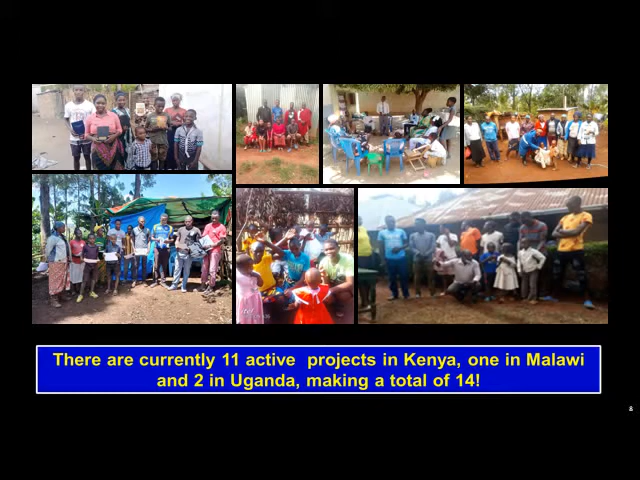 There are currently 11 active  projects in Kenya, one in Malawi
and 2 in Uganda, making a total of 14!
8